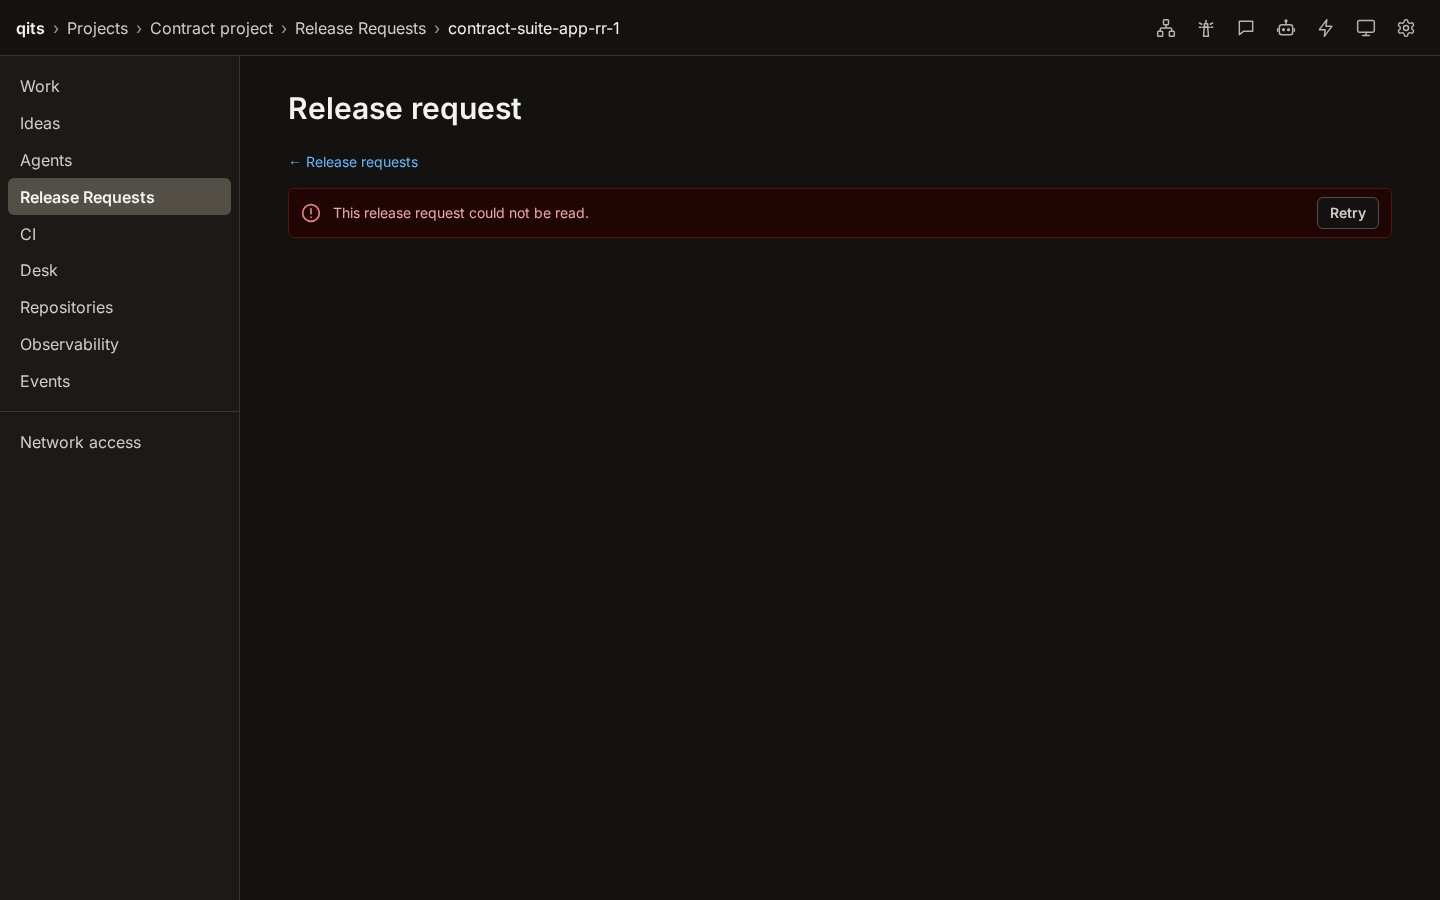 qits › Projects › Contract project › Release Requests › contract-suite-app-rr-1
Work
Ideas
Agents
Release Requests
CI
Desk
Repositories
Observability
Events
Network access
Release request
← Release requests
This release request could not be read.
Retry